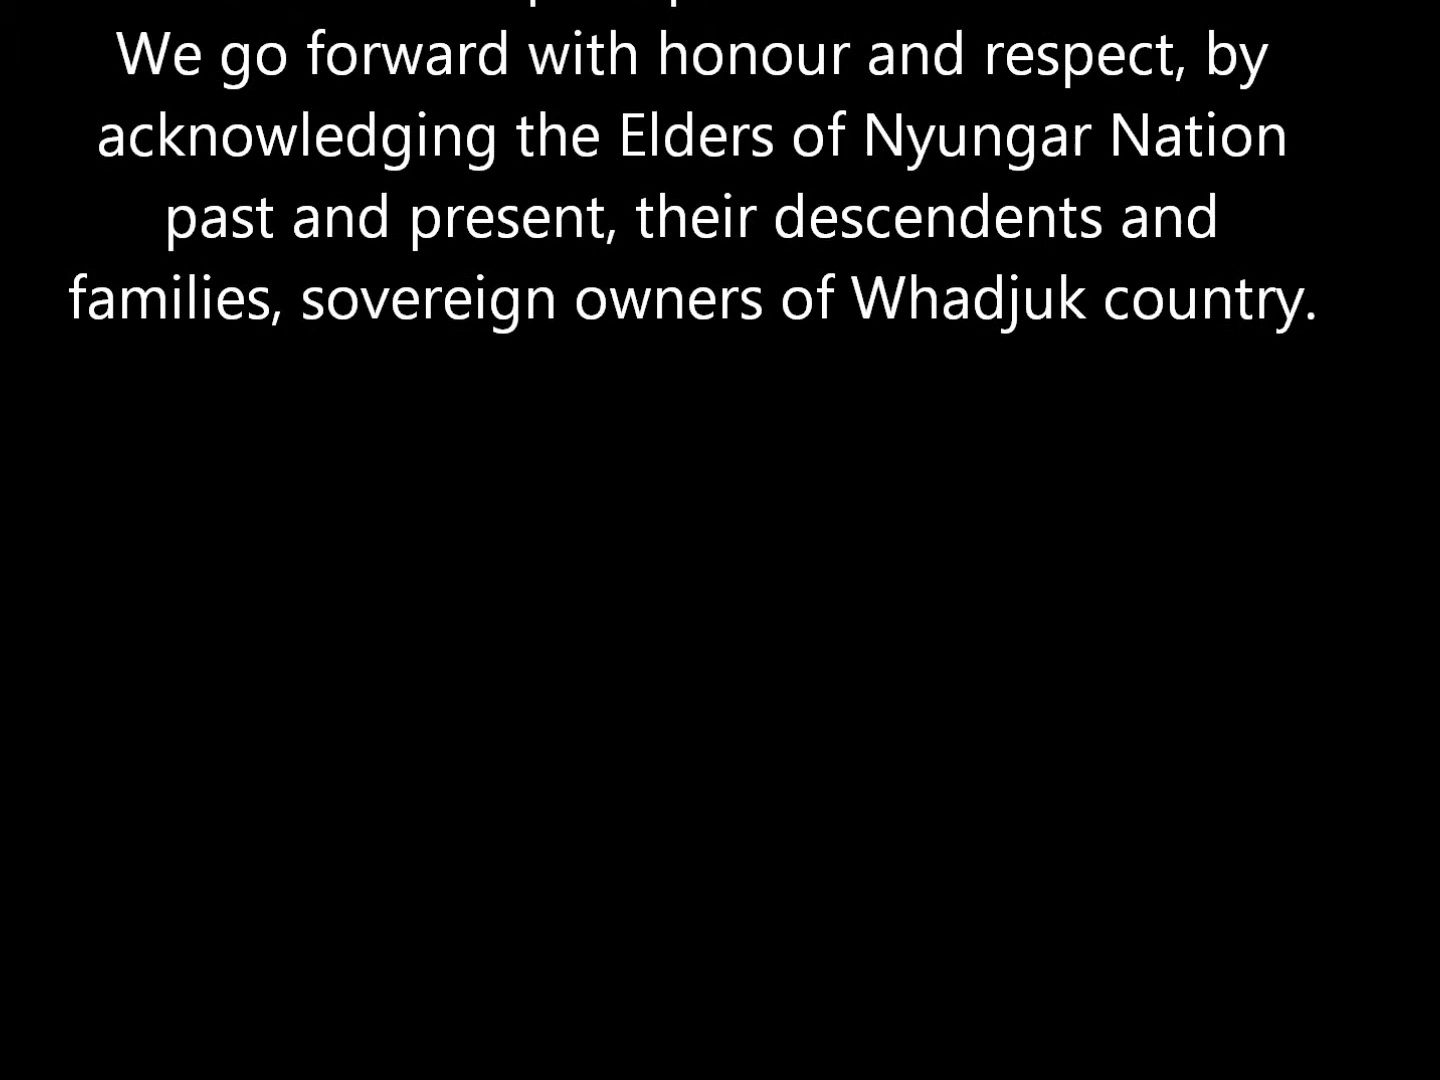 We go forward with honour and respect, by
acknowledging the Elders of Nyungar Nation
past and present, their descendents and
families, sovereign owners of Whadjuk country.